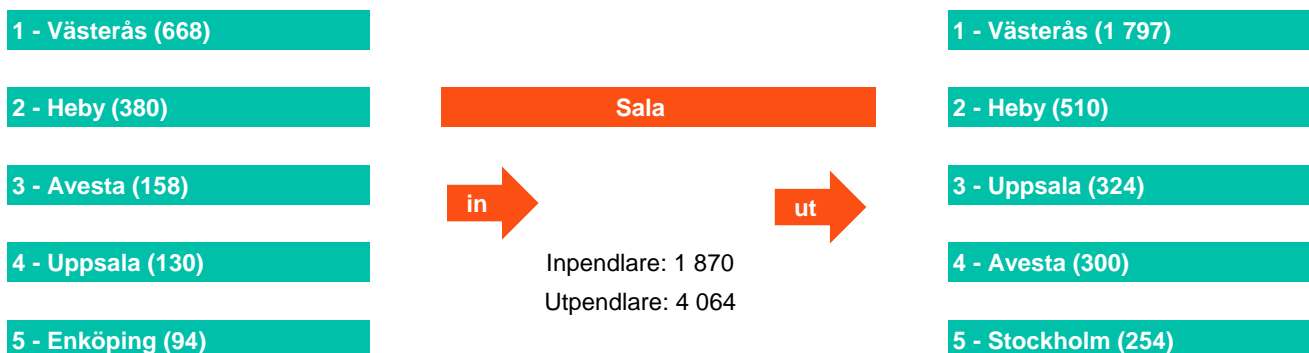 1 - Västerås (668)
2 - Heby (380)
3 - Avesta (158)
4 - Uppsala (130)
5 - Enköping (94)
Sala
in
ut
Inpendlare: 1 870
Utpendlare: 4 064
1 - Västerås (1 797)
2 - Heby (510)
3 - Uppsala (324)
4 - Avesta (300)
5 - Stockholm (254)